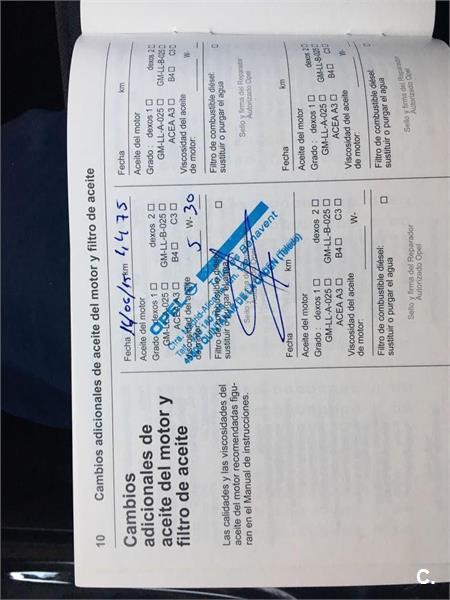 10 Cambios adicionales de aceite del motor y filtro de aceite
Cambios
adicionales de
aceite del motor y
filtro de aceite
Las calidades y las viscosidades del
aceite del motor recomendadas figu-
ran en el Manual de instrucciones.
Fecha km 4475
Aceite del motor
Grado: dexos 1 □ dexos 2 □
GM-LL-A-025 □ GM-LL-B-025 □
ACEA A3 □ B4 □ C3 □
Viscosidad del aceite
5 W- 30
Filtro de combustible diésel:
sustituir o purgar el agua □
OPEL
de Benavent
(Toledo)
Fecha km
Aceite del motor
Grado: dexos 1 □ dexos 2 □
GM-LL-A-025 □ GM-LL-B-025 □
ACEA A3 □ B4 □ C3 □
Viscosidad del aceite
de motor: W-
Filtro de combustible diésel:
sustituir o purgar el agua □
Sello y firma del Reparador
Autorizado Opel
Fecha km
Aceite del motor
Grado: dexos 1 □ dexos 2 □
GM-LL-A-025 □ GM-LL-B-025 □
ACEA A3 □ B4 □ C3 □
Viscosidad del aceite
de motor: W-
Filtro de combustible diésel:
sustituir o purgar el agua □
Sello y firma del Reparador
Autorizado Opel
Fecha km
Aceite del motor
Grado: dexos 1 □ dexos 2 □
GM-LL-A-025 □ GM-LL-B-025 □
ACEA A3 □ B4 □ C3 □
Viscosidad del aceite
de motor: W-
Filtro de combustible diésel:
sustituir o purgar el agua □
Sello y firma del Reparador
Autorizado Opel
C.